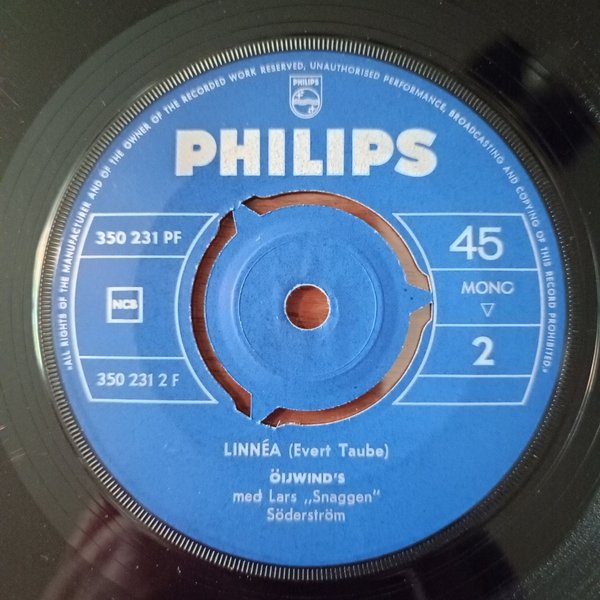 "ALL RIGHTS OF THE MANUFACTURER AND OF THE OWNER OF THE RECORDED WORK RESERVED, UNAUTHORISED PERFORMANCE, BROADCASTING AND COPYING OF THIS RECORD PROHIBITED"
PHILIPS
PHILIPS
350 231 PF
45
NCB
MONO
2
350 231 2 F
LINNÉA (Evert Taube)
ÖIJWIND'S
med Lars „Snaggen"
Söderström